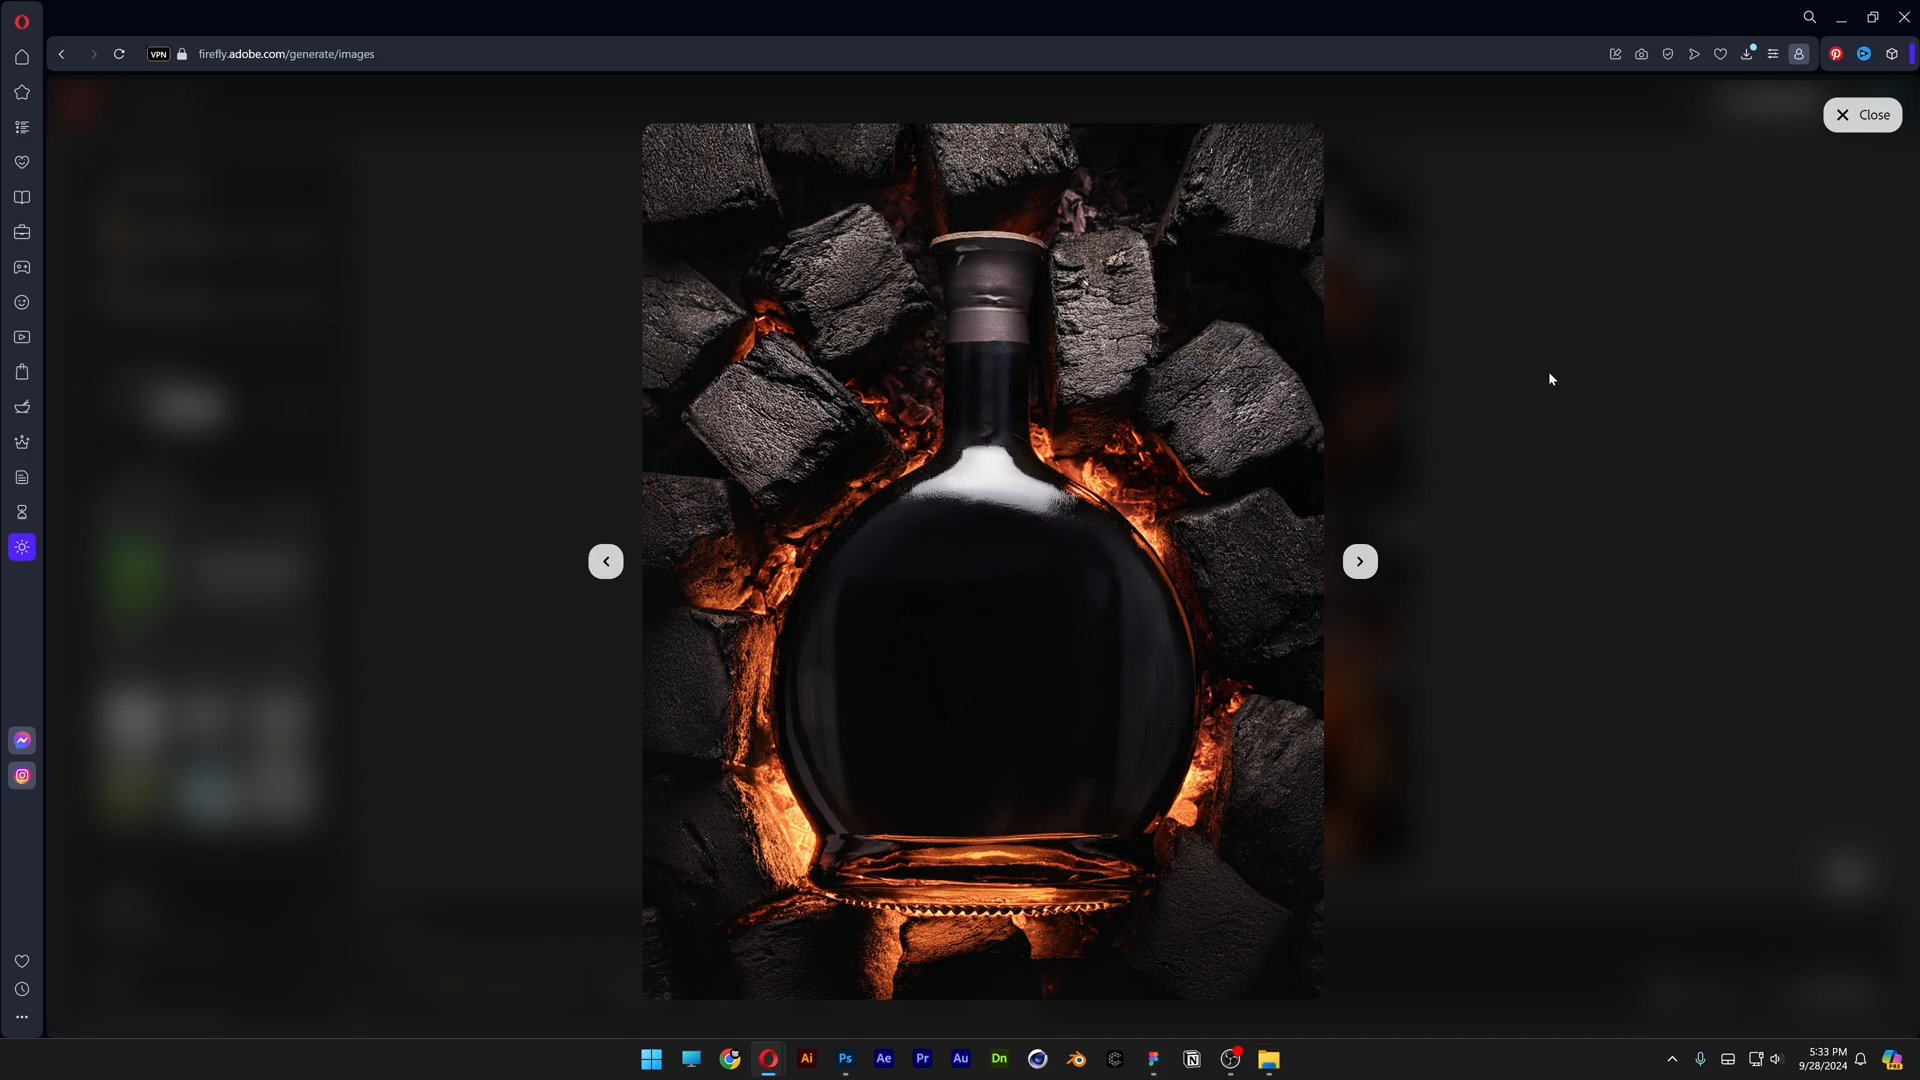 VPN
firefly.adobe.com/generate/images
Close
Ai
Ps
Ae
Pr
Au
Dn
5:33 PM
9/28/2024
PRE